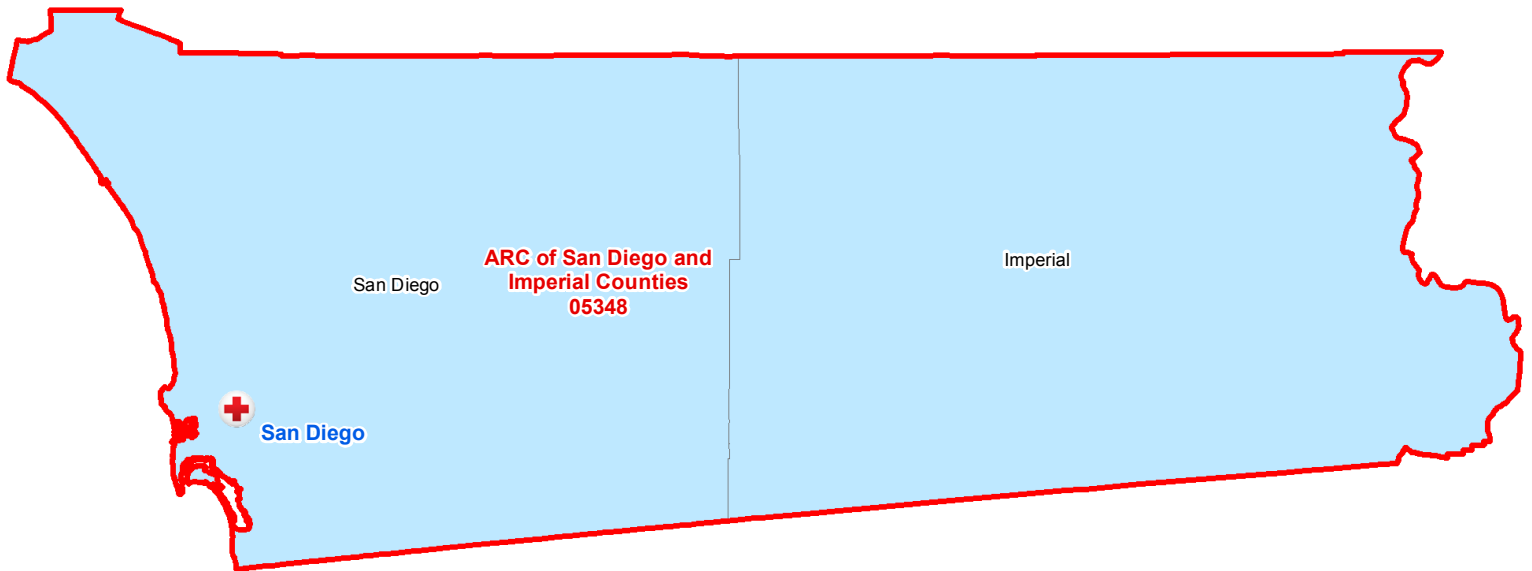 San Diego
ARC of San Diego and
Imperial Counties
05348
Imperial
San Diego